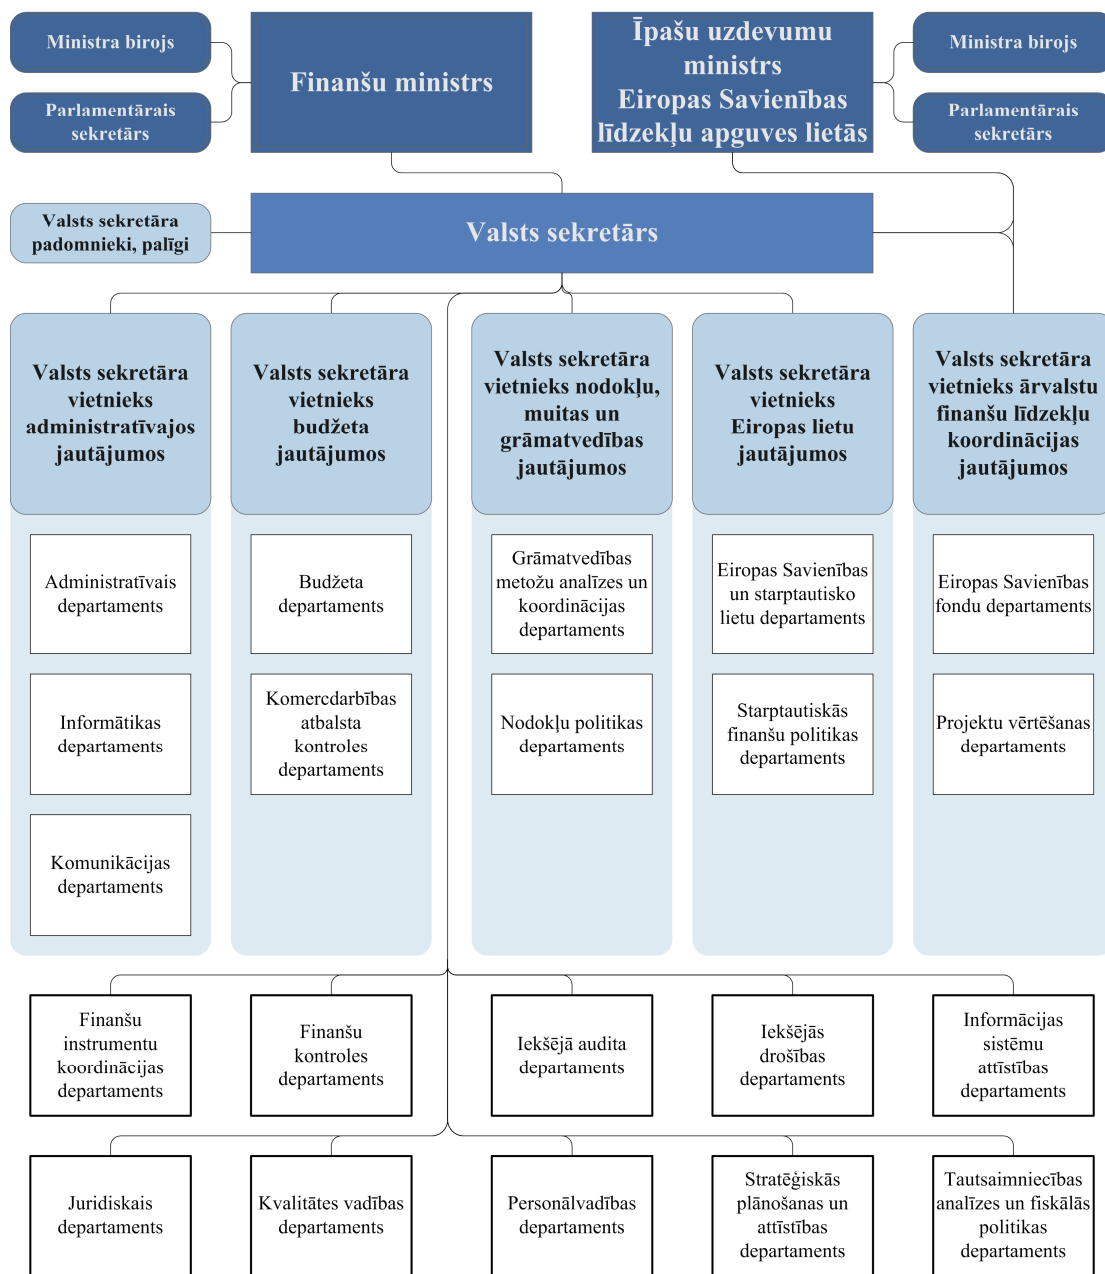 Ministra birojs
Parlamentārais
sekretārs
Finanšu ministrs
Īpašu uzdevumu
ministrs
Eiropas Savienības
līdzekļu apguves lietās
Ministra birojs
Parlamentārais
sekretārs
Valsts sekretāra
padomnieki, palīgi
Valsts sekretārs
Valsts sekretāra
vietnieks
administratīvajos
jautājumos
Valsts sekretāra
vietnieks
budžeta
jautājumos
Valsts sekretāra
vietnieks nodokļu,
muitas un
grāmatvedības
jautājumos
Valsts sekretāra
vietnieks
Eiropas lietu
jautājumos
Valsts sekretāra
vietnieks ārvalstu
finanšu līdzekļu
koordinācijas
jautājumos
Administratīvais
departaments
Budžeta
departaments
Grāmatvedības
metožu analīzes un
koordinācijas
departaments
Eiropas Savienības
un starptautisko
lietu departaments
Eiropas Savienības
fondu departaments
Informātikas
departaments
Komercdarbības
atbalsta
kontroles
departaments
Nodokļu politikas
departaments
Starptautiskās
finanšu politikas
departaments
Projektu vērtēšanas
departaments
Komunikācijas
departaments
Finanšu
instrumentu
koordinācijas
departaments
Finanšu
kontroles
departaments
Iekšējā audita
departaments
Iekšējās
drošības
departaments
Informācijas
sistēmu
attīstības
departaments
Juridiskais
departaments
Kvalitātes vadības
departaments
Personālvadības
departaments
Stratēģiskās
plānošanas un
attīstības
departaments
Tautsaimniecības
analīzes un fiskālās
politikas
departaments